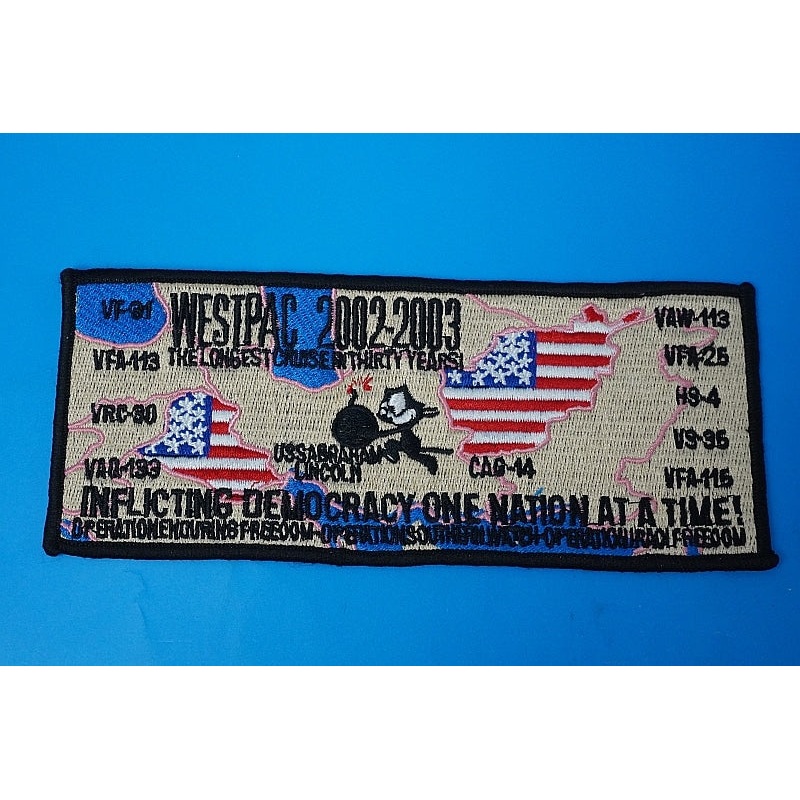 VF-31
WESTPAC 2002-2003
VAW-113
VFA-113
THE LONGEST CRUISE IN THIRTY YEARS!
VFA-25
VRC-30
HS-4
USS ABRAHAM
LINCOLN
VS-35
VAQ-139
CAG-14
VFA-115
INFLICTING DEMOCRACY ONE NATION AT A TIME!
OPERATION ENDURING FREEDOM-OPERATION SOUTHERN WATCH-OPERATION IRAQI FREEDOM